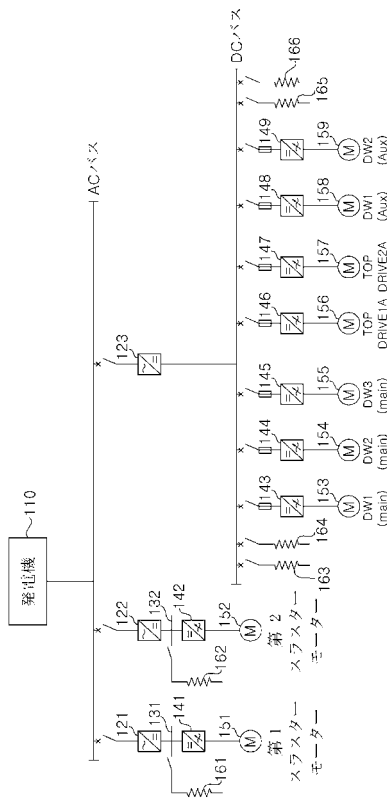 発電機
110
ACバス
DCバス
121
122
123
131
132
141
142
143
144
145
146
147
148
149
151
152
153
154
155
156
157
158
159
161
162
163
164
165
166
M
M
M
M
M
M
M
M
M
第1
スラスター
モーター
第2
スラスター
モーター
DW1
(main)
DW2
(main)
DW3
(main)
TOP
DRIVE1A
TOP
DRIVE2A
DW1
(Aux)
DW2
(Aux)